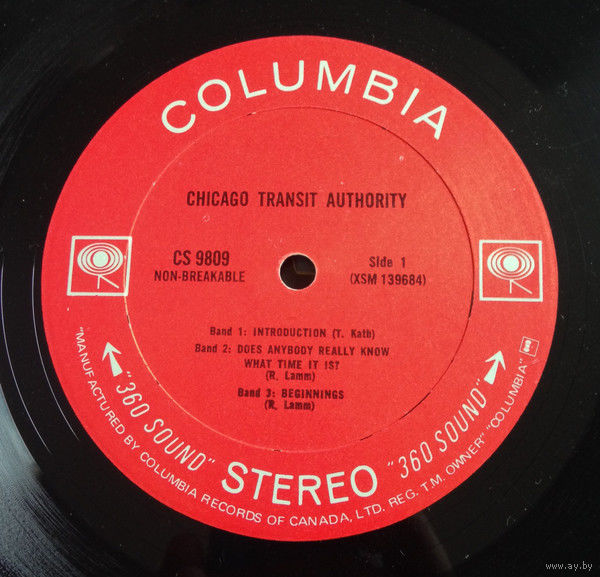 COLUMBIA
CHICAGO TRANSIT AUTHORITY
CS 9809
NON-BREAKABLE
Side 1
(XSM 139684)
Band 1: INTRODUCTION (T. Kath)
Band 2: DOES ANYBODY REALLY KNOW
WHAT TIME IT IS?
(R. Lamm)
Band 3: BEGINNINGS
(R. Lamm)
"360 SOUND" STEREO "360 SOUND"
"MANUFACTURED BY COLUMBIA RECORDS OF CANADA, LTD. REG. T.M. OWNER" "COLUMBIA"
www.ay.by